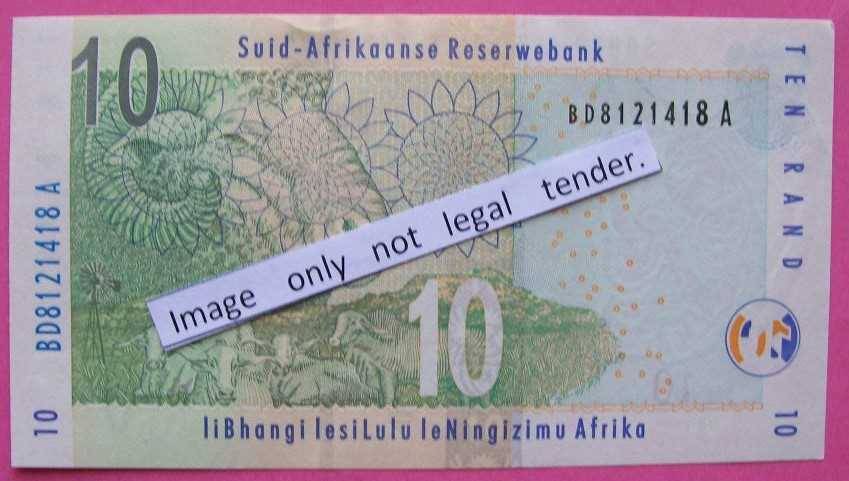 10
Suid-Afrikaanse Reserwebank
BD8121418 A
TEN RAND
BD8121418 A
Image only not legal tender.
10
10
liBhangi lesiLulu leNingizimu Afrika
10